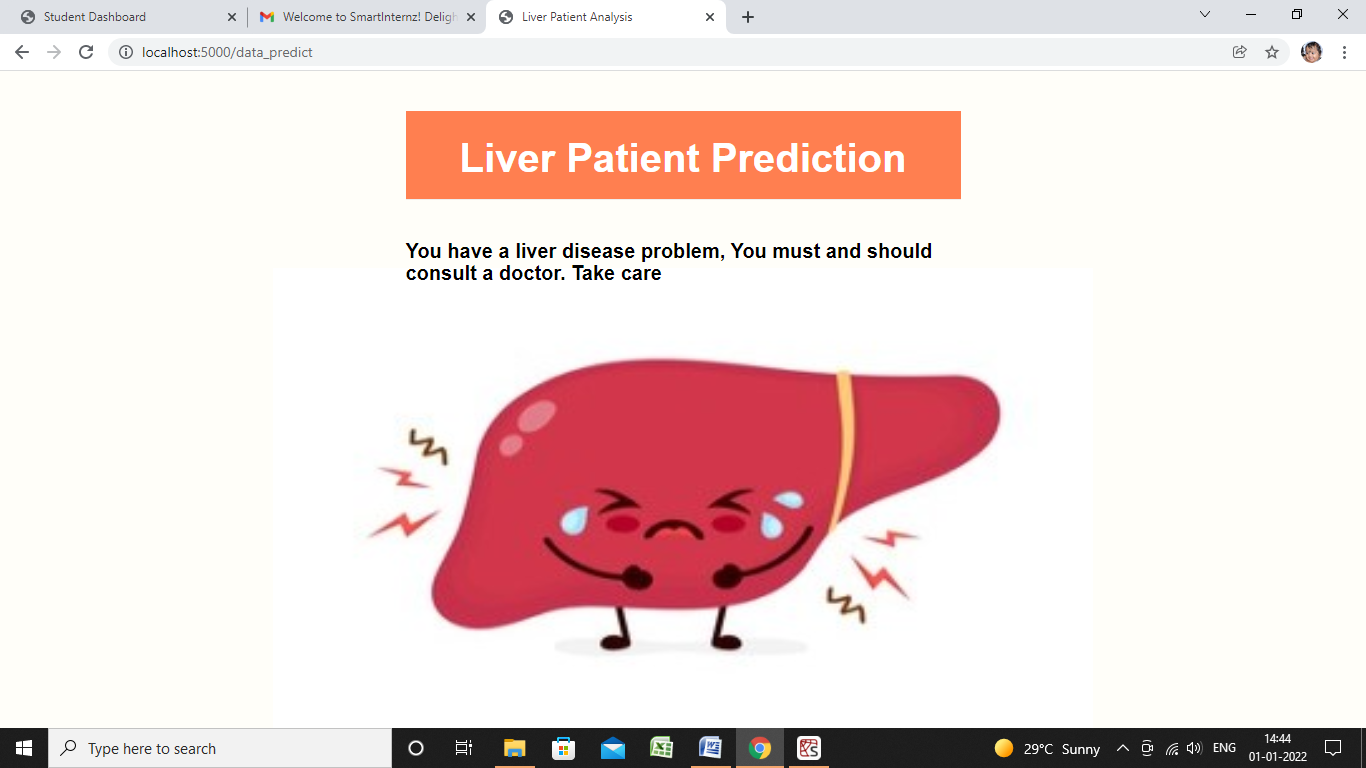 Student Dashboard
Welcome to SmartInternz! Deligh
Liver Patient Analysis
localhost:5000/data_predict
Liver Patient Prediction
You have a liver disease problem, You must and should
consult a doctor. Take care
Type here to search
29°C Sunny
ENG
14:44
01-01-2022